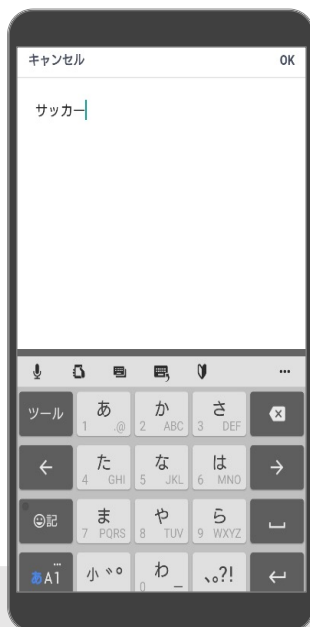 キャンセル OK
サッカー
ツール あ 1 .@ か 2 ABC さ 3 DEF
た 4 GHI な 5 JKL は 6 MNO
記 ま 7 PQRS や 8 TUV ら 9 WXYZ
あA1 小 ゛゜ わ 0 ー 、。?!